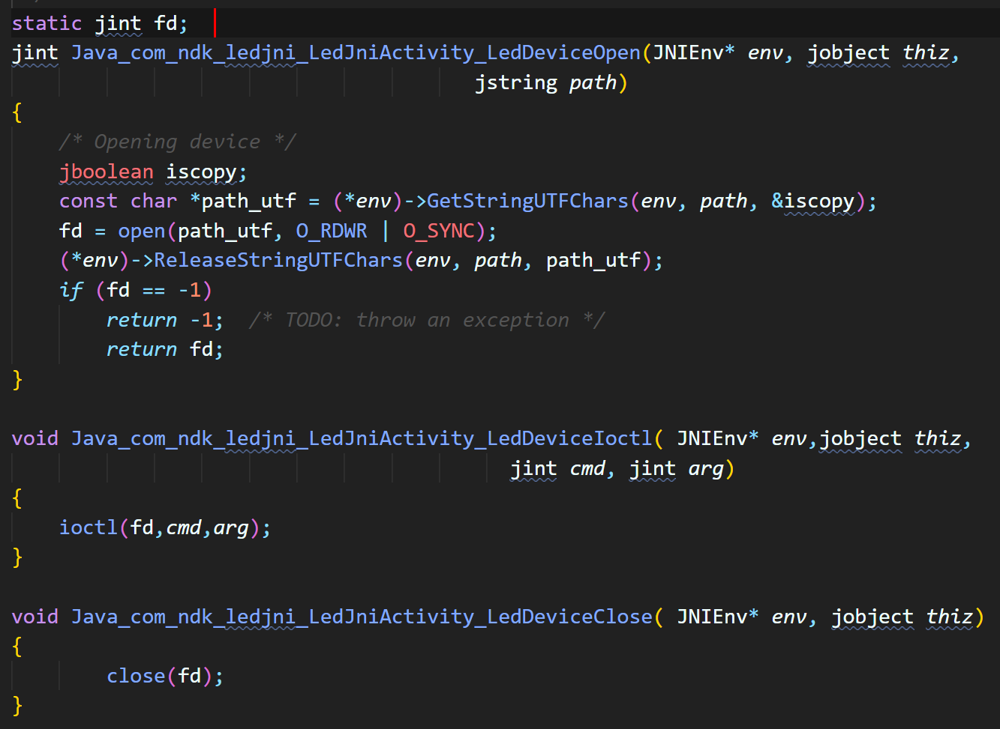 static jint fd;
jint Java_com_ndk_ledjni_LedJniActivity_LedDeviceOpen(JNIEnv* env, jobject thiz,
jstring path)
{
/* Opening device */
jboolean iscopy;
const char *path_utf = (*env)->GetStringUTFChars(env, path, &iscopy);
fd = open(path_utf, O_RDWR | O_SYNC);
(*env)->ReleaseStringUTFChars(env, path, path_utf);
if (fd == -1)
return -1;  /* TODO: throw an exception */
return fd;
}
void Java_com_ndk_ledjni_LedJniActivity_LedDeviceIoctl( JNIEnv* env,jobject thiz,
jint cmd, jint arg)
{
ioctl(fd,cmd,arg);
}
void Java_com_ndk_ledjni_LedJniActivity_LedDeviceClose( JNIEnv* env, jobject thiz)
{
close(fd);
}